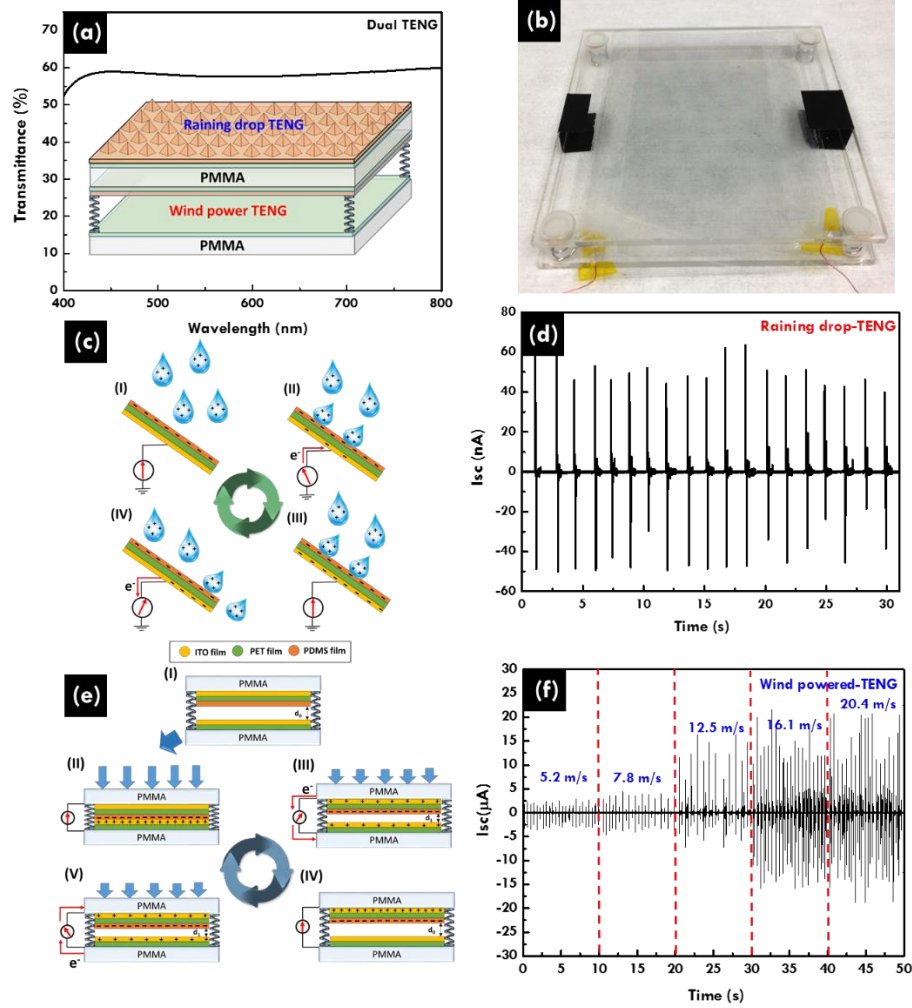 (a)
Dual TENG
75
70
60
50
40
30
20
10
0
Transmittance (%)
Raining drop TENG
PMMA
Wind power TENG
PMMA
400
500
600
700
800
Wavelength (nm)
(b)
(c)
(I)
(II)
e-
(IV)
(III)
e-
ITO film
PET film
PDMS film
(d)
Raining drop-TENG
60
40
20
0
-20
-40
-60
Isc (nA)
0
5
10
15
20
25
30
Time (s)
(e)
(I)
PMMA
d0
PMMA
(II)
PMMA
PMMA
(III)
e-
PMMA
PMMA
(V)
PMMA
PMMA
e-
(IV)
PMMA
PMMA
(f)
Wind powered-TENG
30
25
20
15
10
5
0
-5
-10
-15
-20
-25
-30
Isc(μA)
5.2 m/s
7.8 m/s
12.5 m/s
16.1 m/s
20.4 m/s
0
5
10
15
20
25
30
35
40
45
50
Time (s)